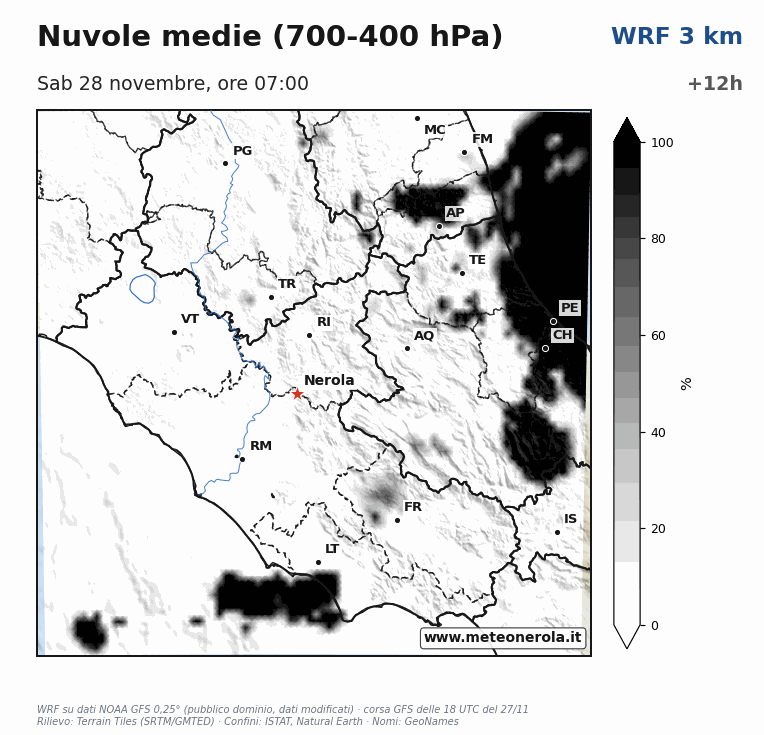 Nuvole medie (700-400 hPa)
WRF 3 km
Sab 28 novembre, ore 07:00
+12h
MC
FM
PG
AP
TE
TR
PE
VT
RI
AQ
CH
Nerola
RM
FR
IS
LT
www.meteonerola.it
100
80
60
40
20
0
%
WRF su dati NOAA GFS 0,25° (pubblico dominio, dati modificati) · corsa GFS delle 18 UTC del 27/11
Rilievo: Terrain Tiles (SRTM/GMTED) · Confini: ISTAT, Natural Earth · Nomi: GeoNames